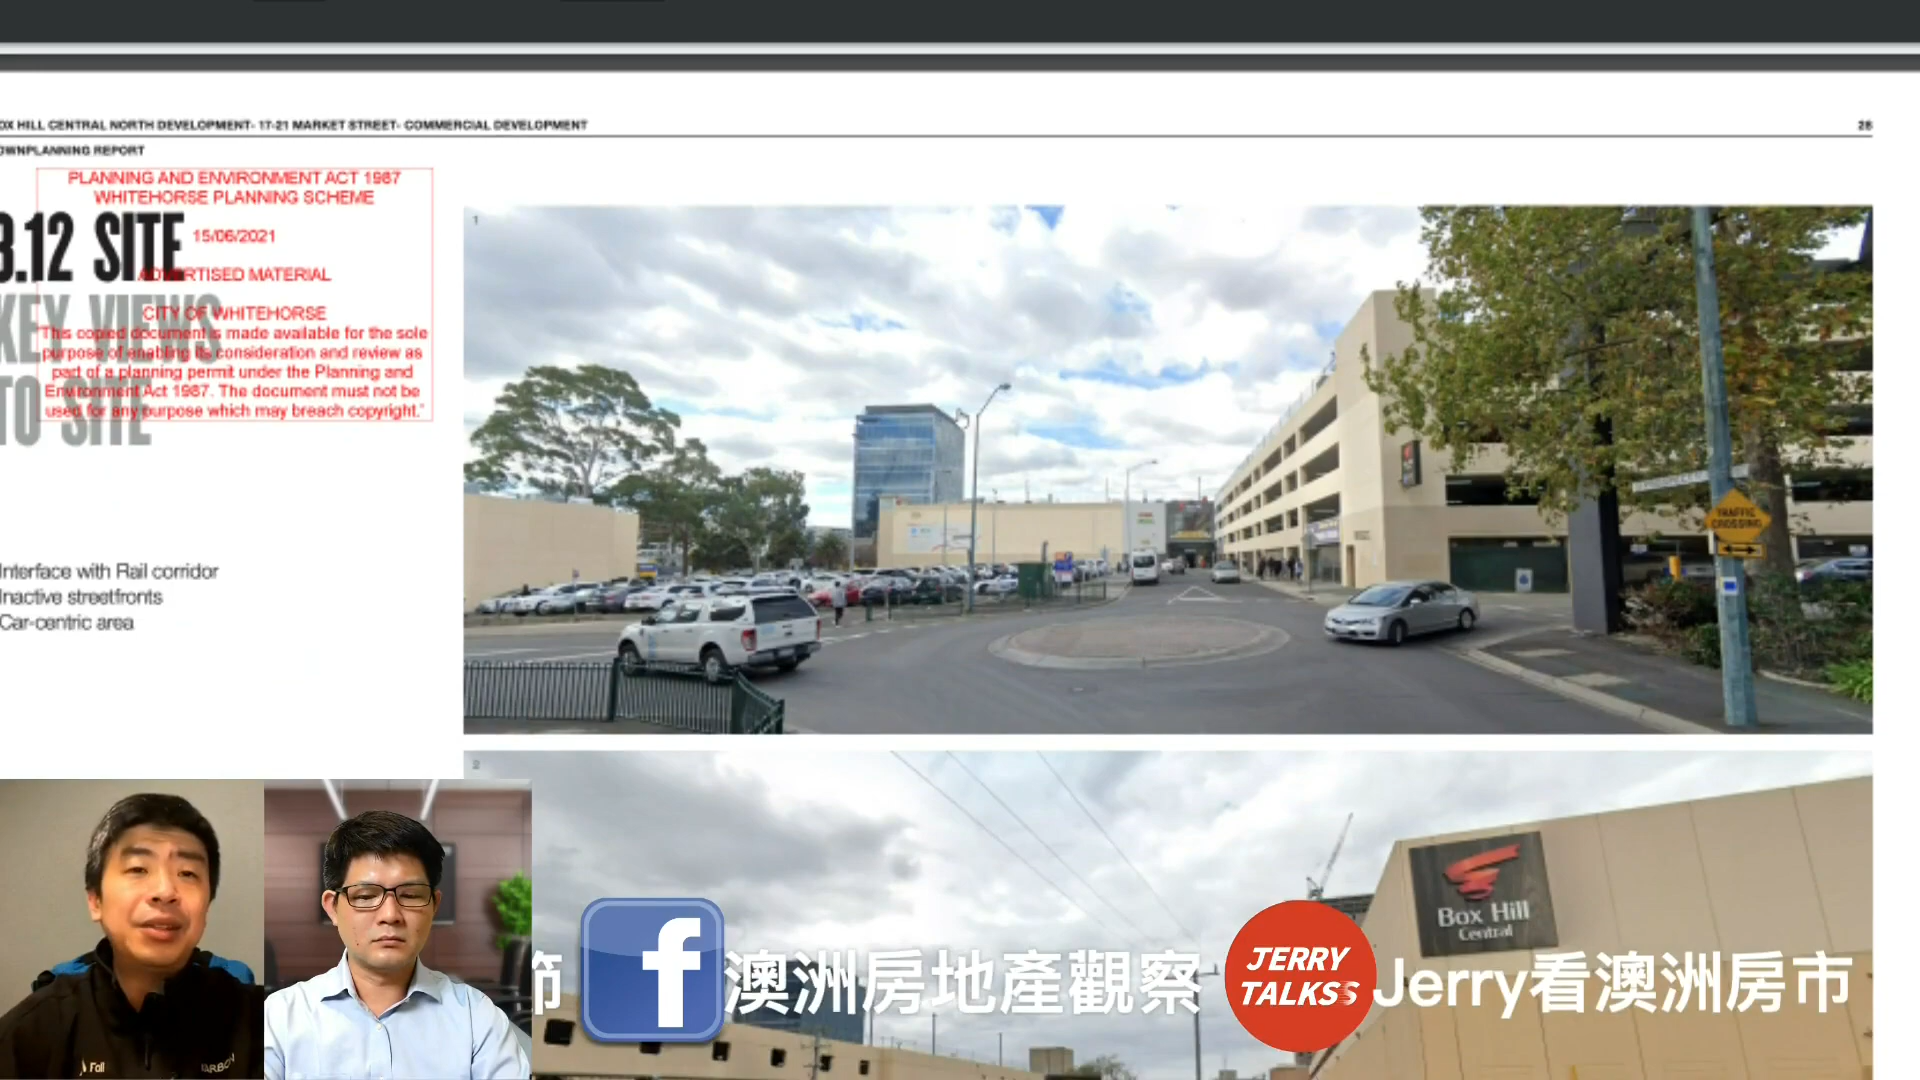 OX HILL CENTRAL NORTH DEVELOPMENT- 17-21 MARKET STREET- COMMERCIAL DEVELOPMENT
28
OWNPLANNING REPORT
PLANNING AND ENVIRONMENT ACT 1987
WHITEHORSE PLANNING SCHEME
15/06/2021
ADVERTISED MATERIAL
CITY OF WHITEHORSE
This copied document is made available for the sole
purpose of enabling its consideration and review as
part of a planning permit under the Planning and
Environment Act 1987. The document must not be
used for any purpose which may breach copyright."
3.12 SITE
KEY VIEWS
TO SITE
Interface with Rail corridor
Inactive streetfronts
Car-centric area
1
TRAFFIC
CROSSING
2
Box Hill
Central
節
f
澳洲房地產觀察
JERRY
TALKSS
Jerry看澳洲房市